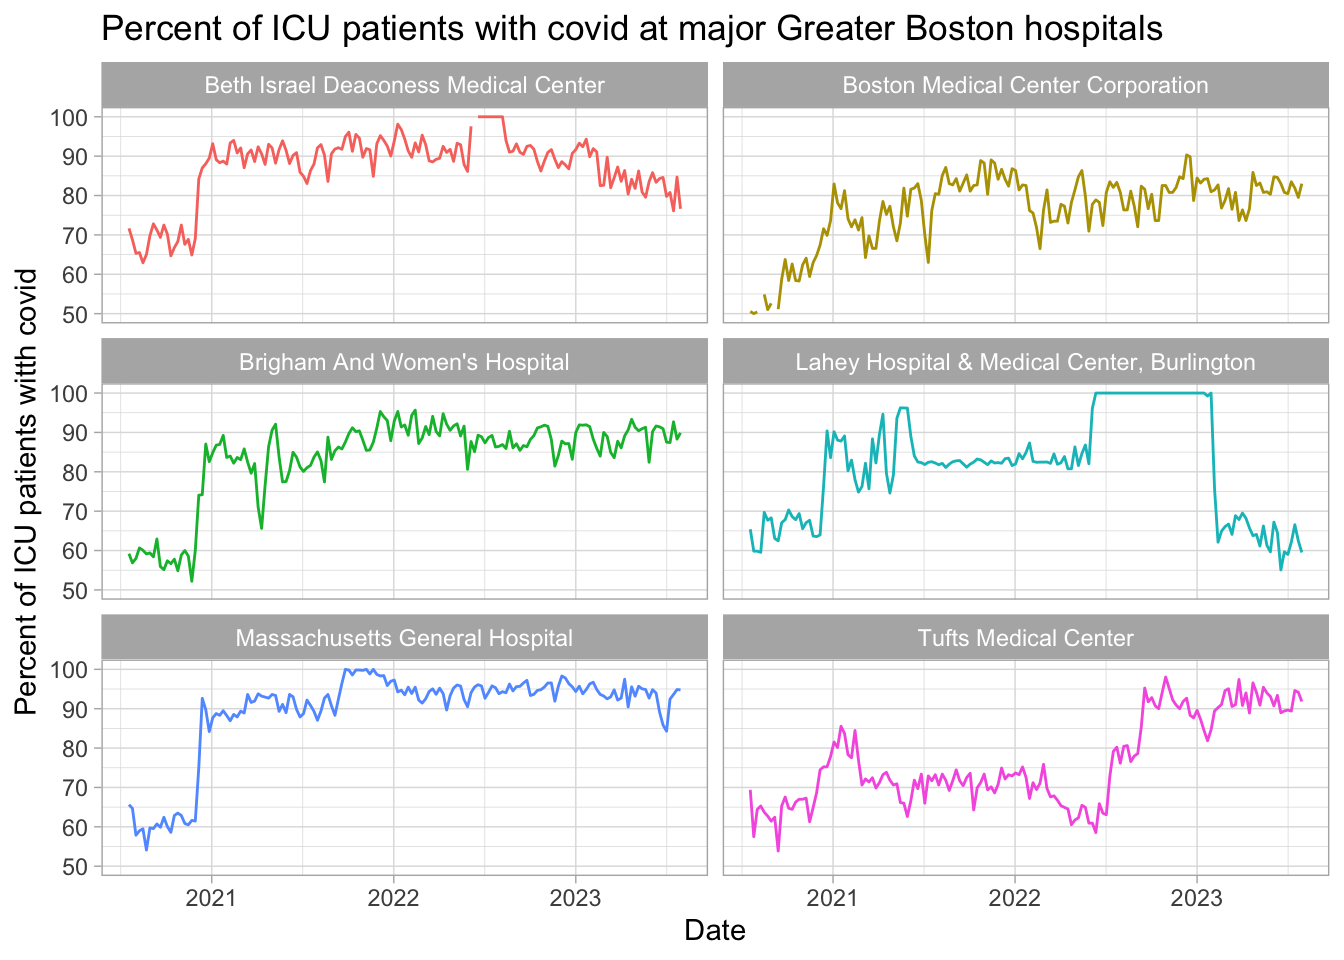 Percent of ICU patients with covid at major Greater Boston hospitals
Beth Israel Deaconess Medical Center
Boston Medical Center Corporation
100
90
80
70
60
50
Brigham And Women's Hospital
Lahey Hospital & Medical Center, Burlington
100
90
80
70
60
50
Massachusetts General Hospital
Tufts Medical Center
100
90
80
70
60
50
2021 2022 2023
2021 2022 2023
Percent of ICU patients witth covid
Date